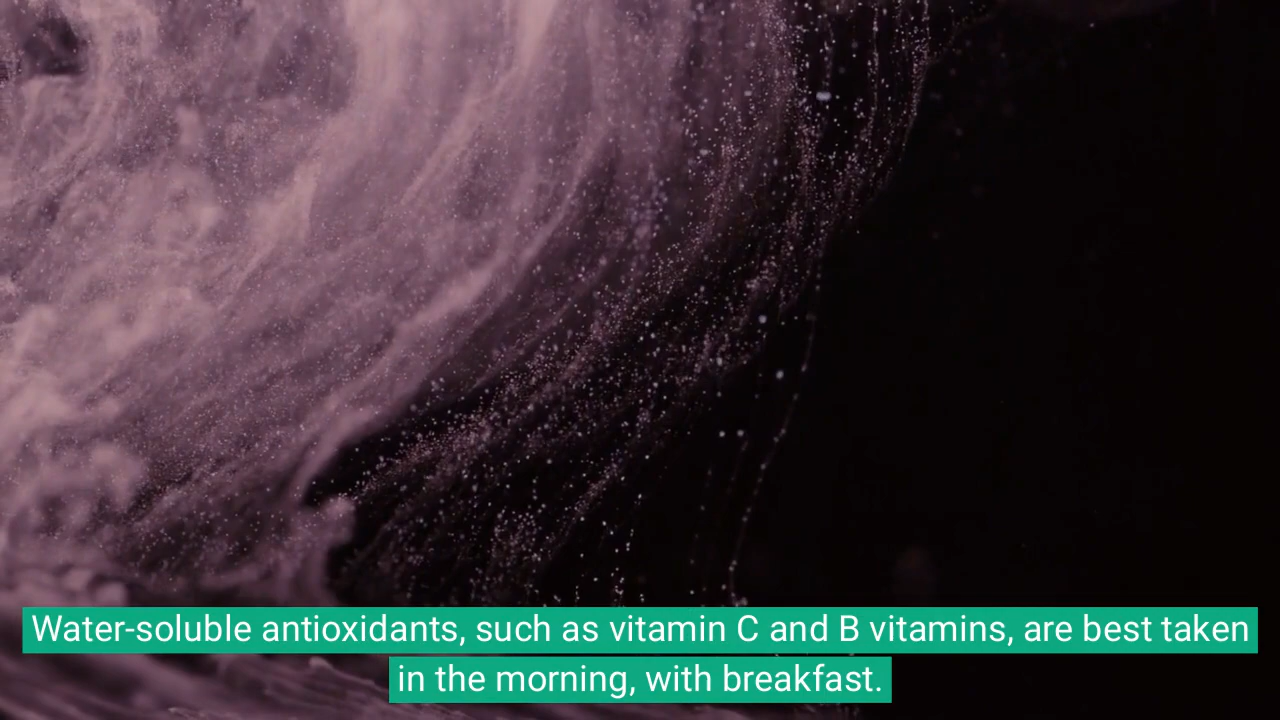 Water-soluble antioxidants, such as vitamin C and B vitamins, are best taken
in the morning, with breakfast.